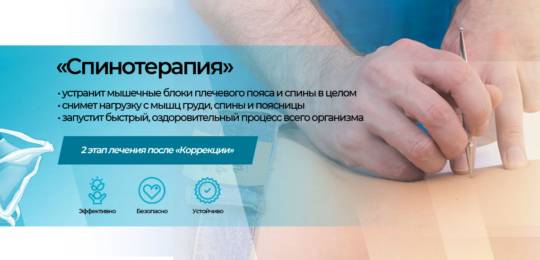 «Спинотерапия»
· устранит мышечные блоки плечевого пояса и спины в целом
· снимет нагрузку с мышц груди, спины и поясницы
· запустит быстрый, оздоровительный процесс всего организма
2 этап лечения после «Коррекции»
Эффективно Безопасно Устойчиво